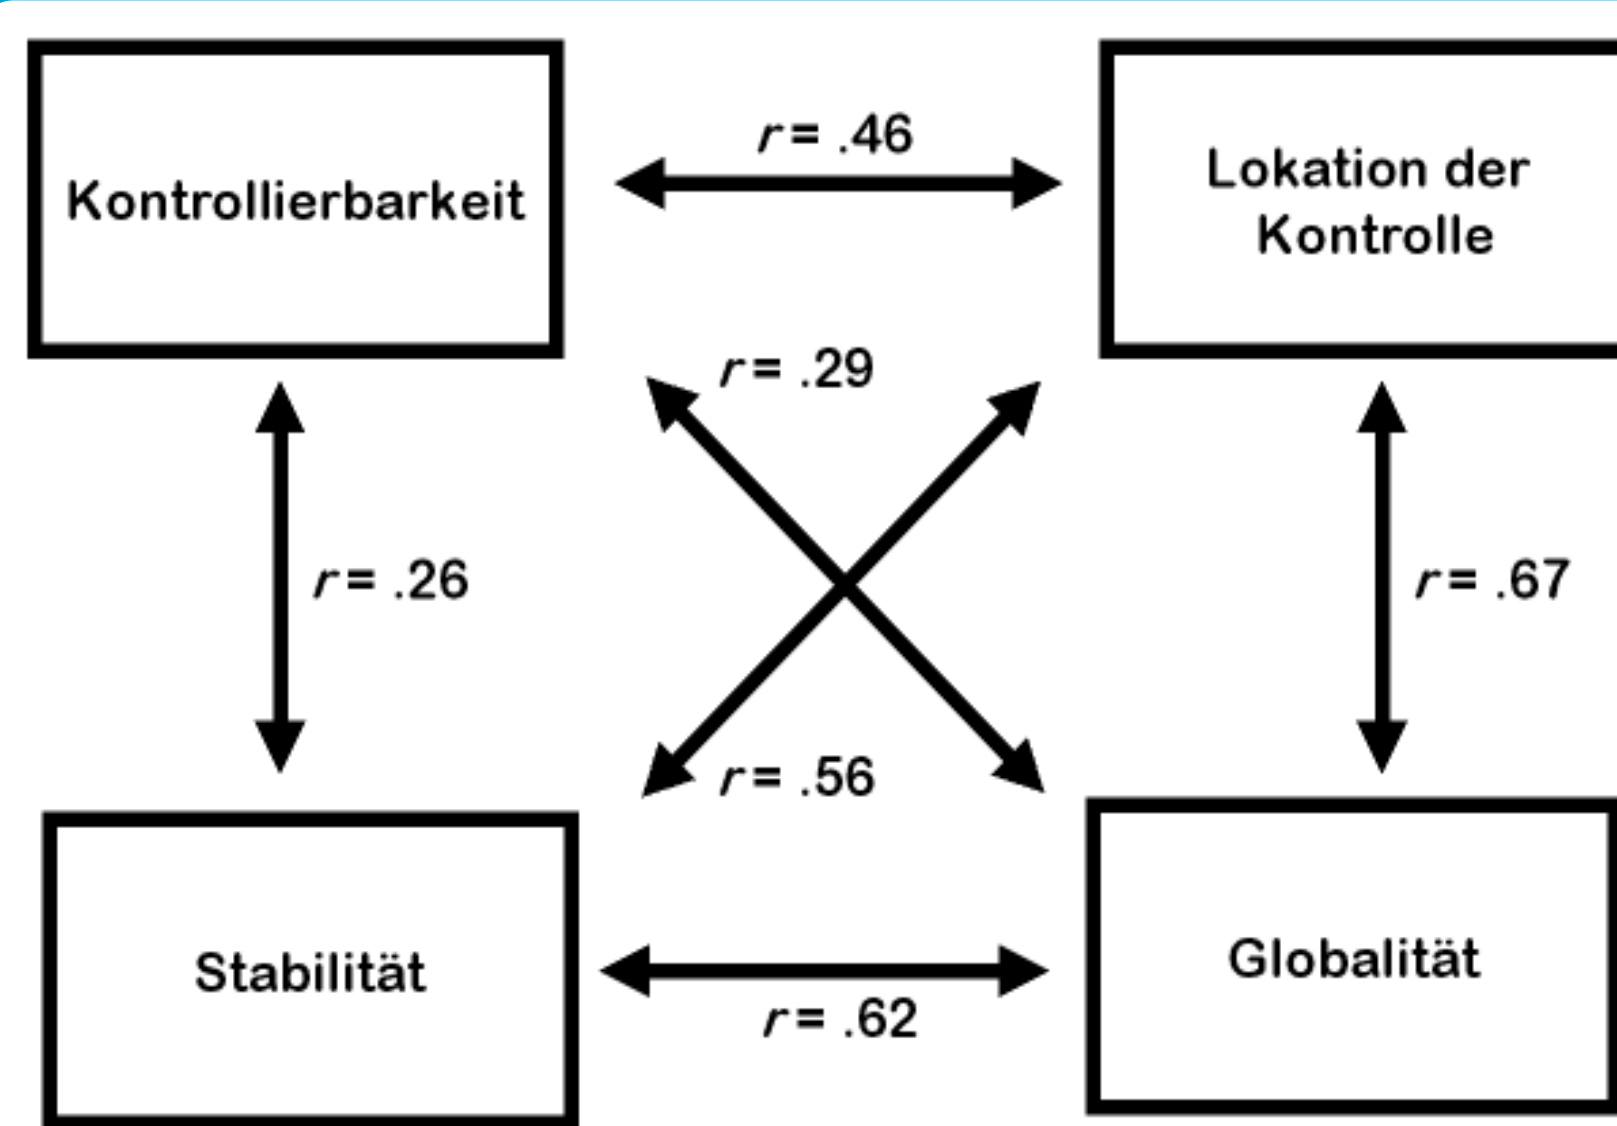 r = .46
Kontrollierbarkeit
Lokation der
Kontrolle
r = .29
r = .26
r = .67
r = .56
Stabilität
Globalität
r = .62